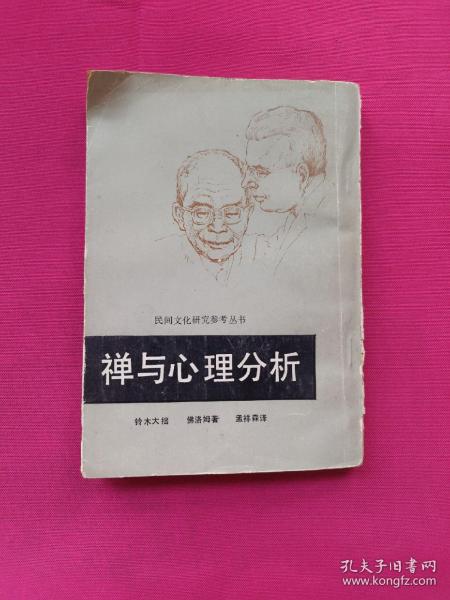 民间文化研究参考丛书
禅与心理分析
铃木大拙 佛洛姆著 孟祥森译
孔夫子旧书网
www.kongfz.com